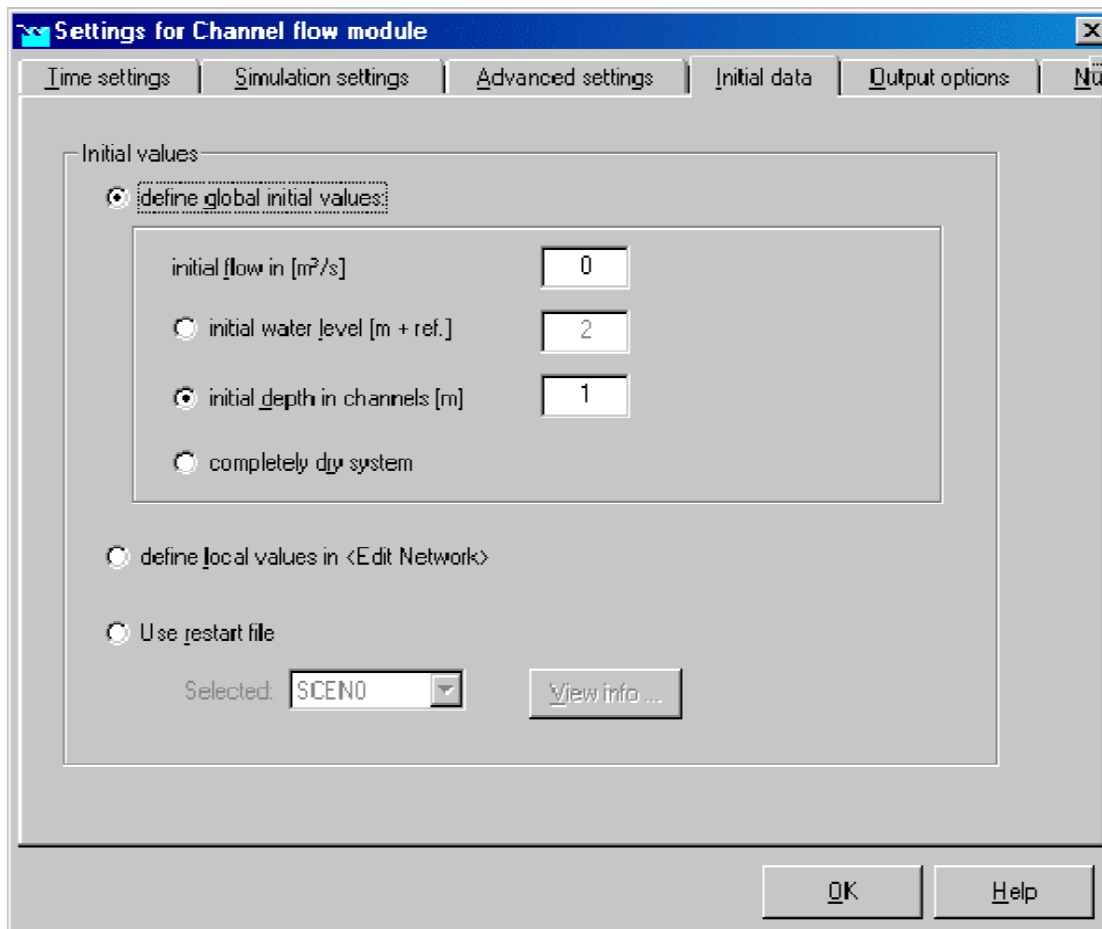 Settings for Channel flow module
Time settings Simulation settings Advanced settings Initial data Output options Nu
Initial values
define global initial values:
initial flow in [m³/s] 0
initial water level [m + ref.] 2
initial depth in channels [m] 1
completely dry system
define local values in <Edit Network>
Use restart file
Selected: SCEN0 View info ...
OK Help